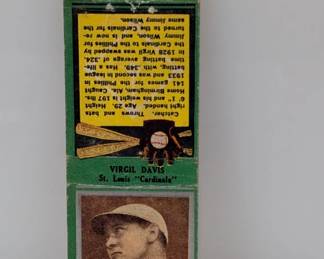 Catcher. Throws and bats
right handed. Age 29. Height
6' 1" and his weight is 197 lbs.
Home Birmingham, Ala. Caught
141 games for the Phillies in
1933 and was second in league
batting, with .349. Has a life-
time batting average of .324.
In 1928 Virgil was swapped by
the Cardinals to the Phillies for
Jimmy Wilson, and is now re-
turned to the Cardinals for the
same Jimmy Wilson.
VIRGIL DAVIS
St. Louis "Cardinals"